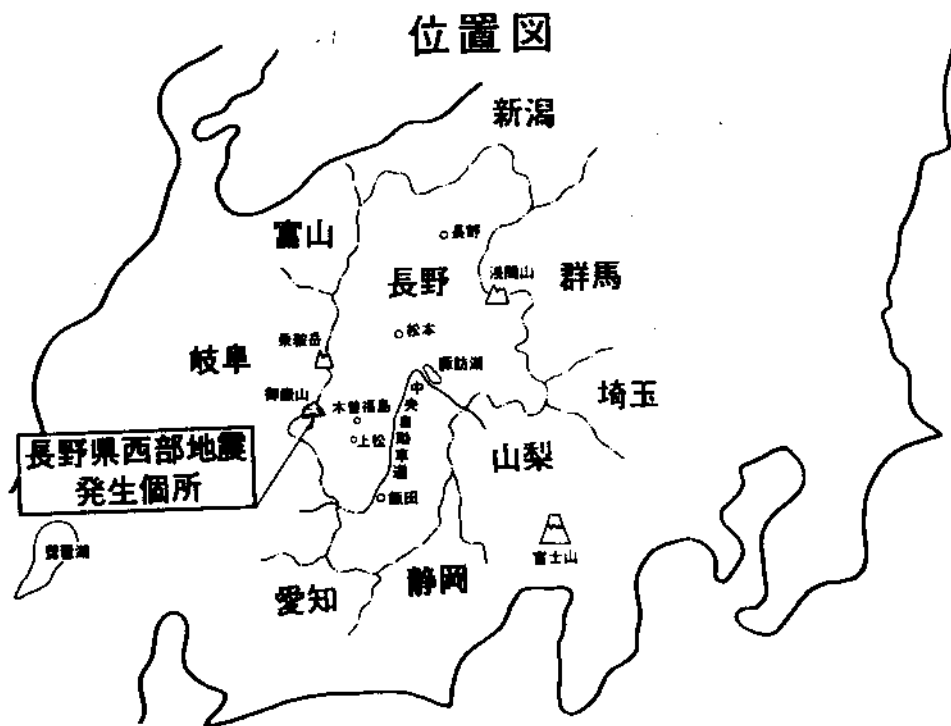 位置図
新潟
富山
長野
長野
浅間山
群馬
松本
乗鞍岳
岐阜
諏訪湖
埼玉
御嶽山
木曽福島
中央自動車道
上松
山梨
長野県西部地震
発生個所
飯田
琵琶湖
富士山
愛知
静岡